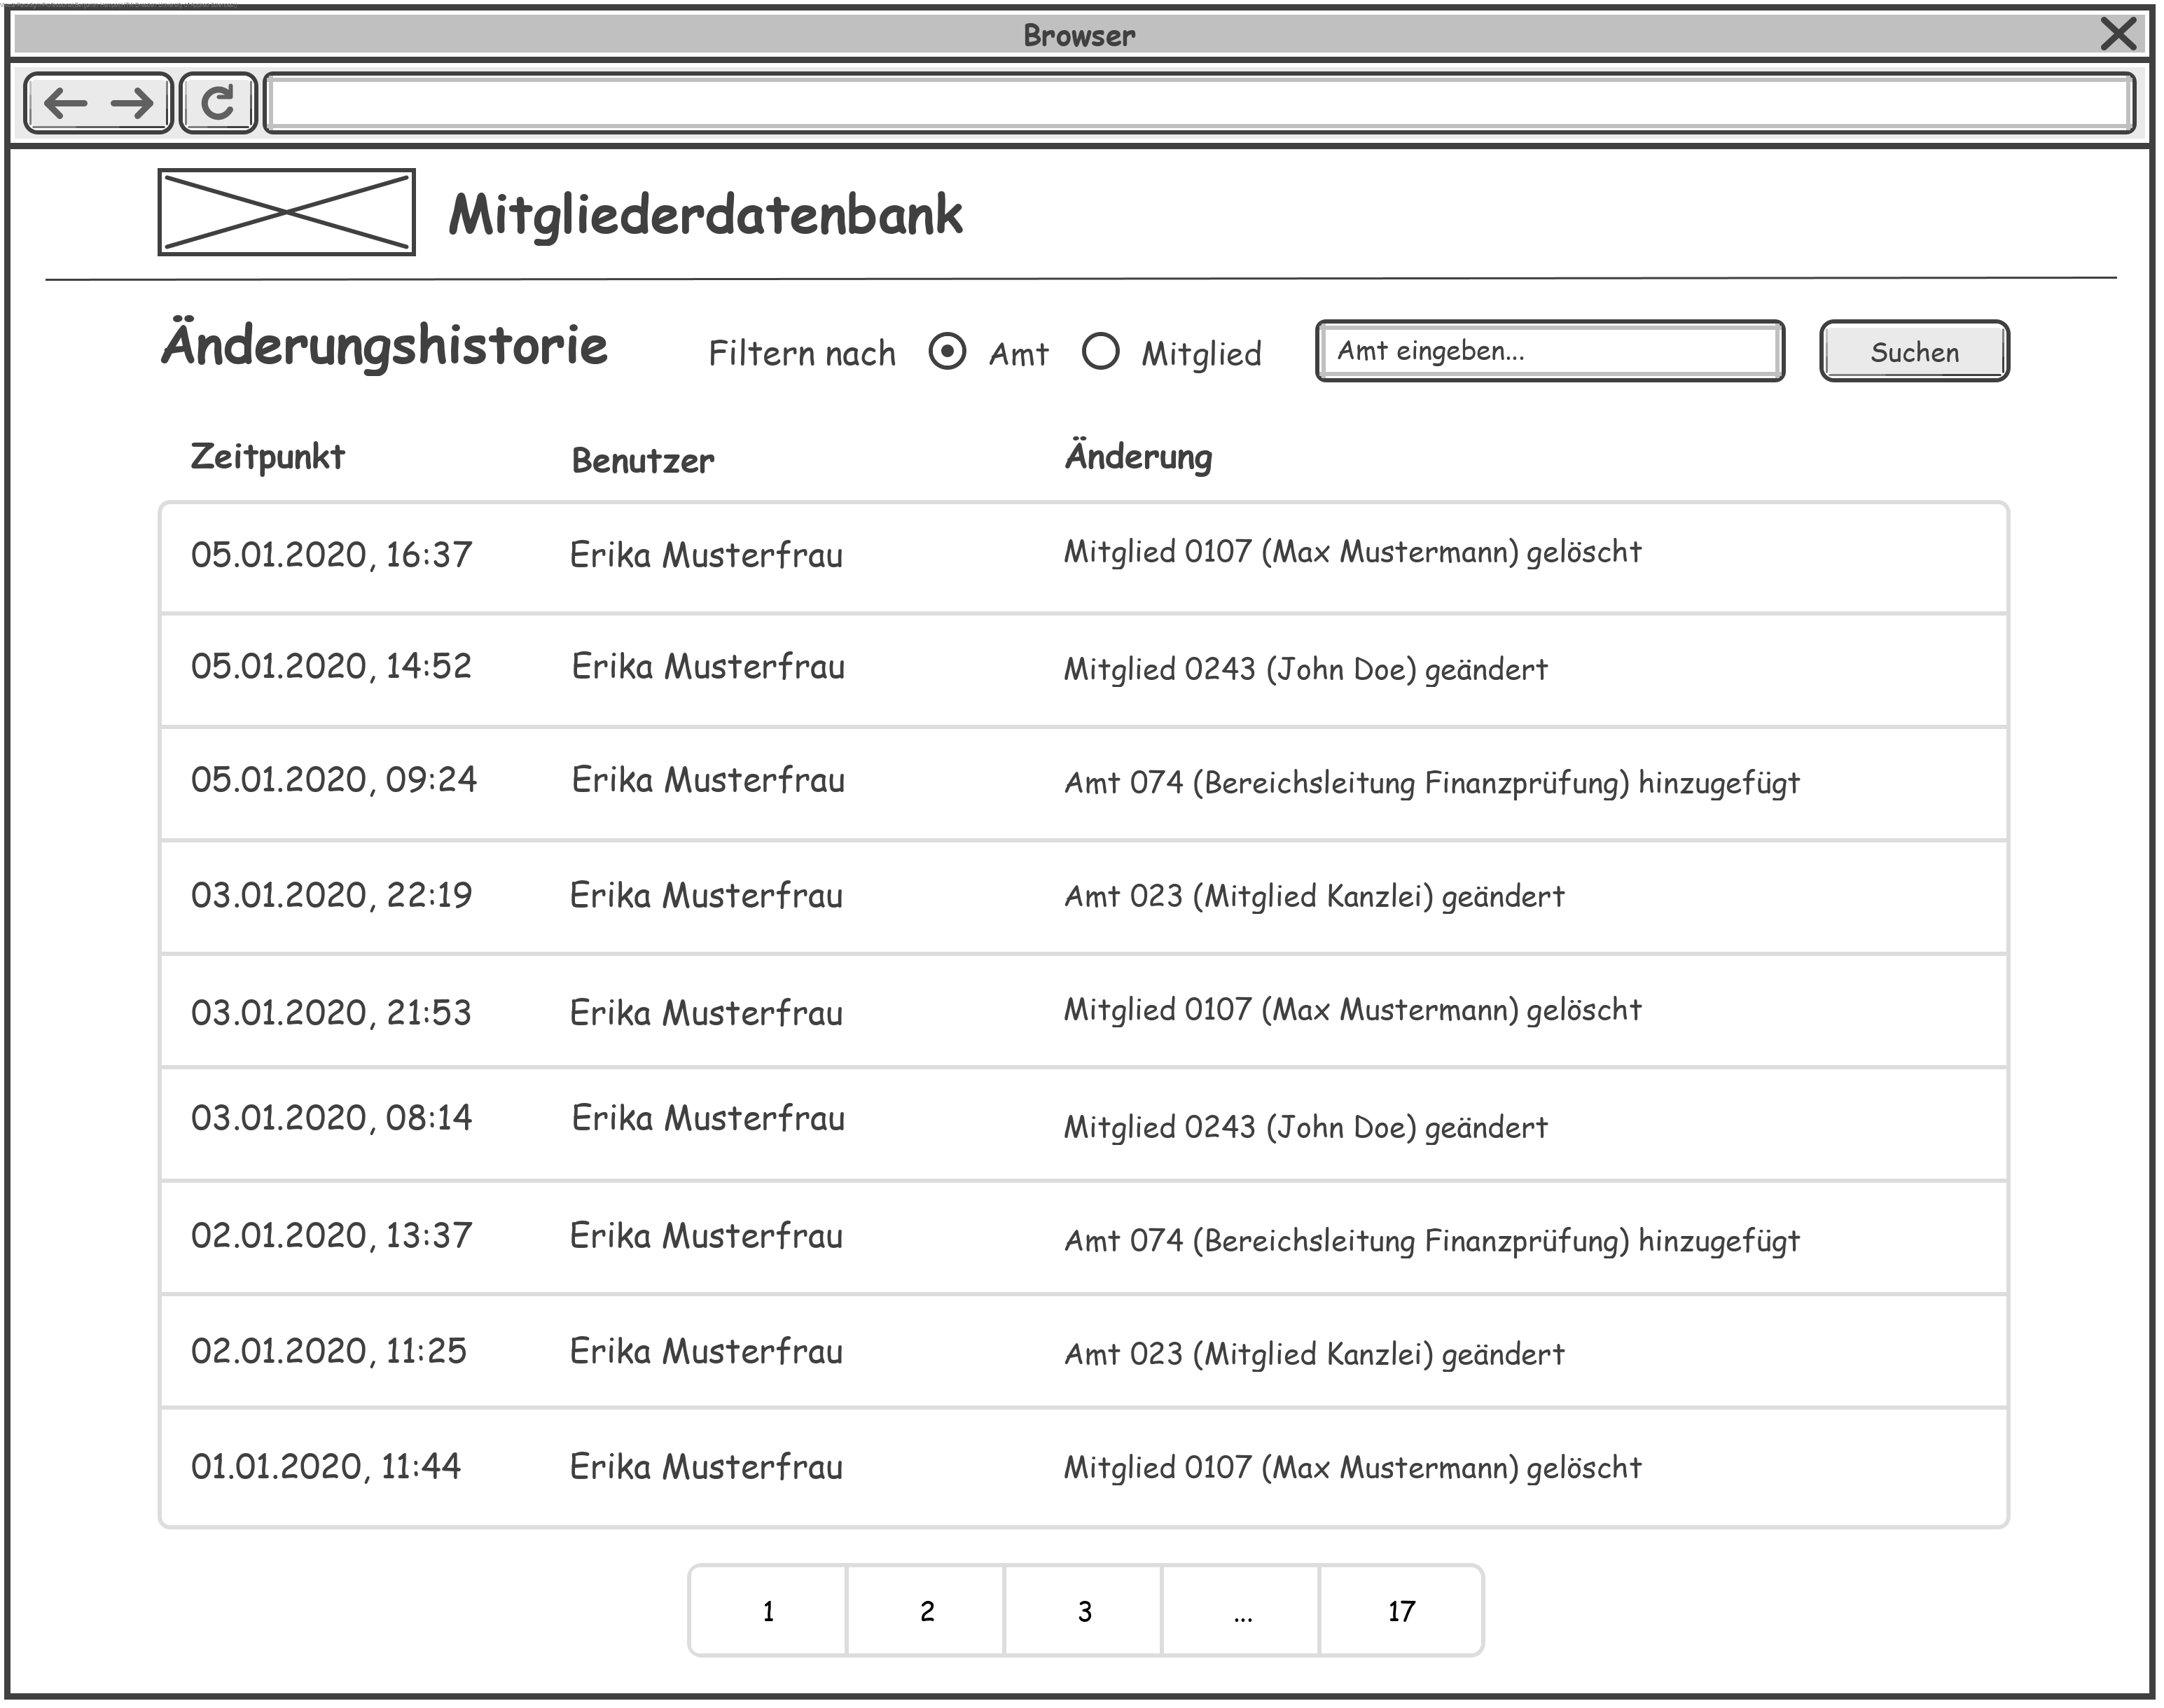 Browser
Mitgliederdatenbank
Änderungshistorie Filtern nach Amt Mitglied Amt eingeben... Suchen
Zeitpunkt Benutzer Änderung
05.01.2020, 16:37 Erika Musterfrau Mitglied 0107 (Max Mustermann) gelöscht
05.01.2020, 14:52 Erika Musterfrau Mitglied 0243 (John Doe) geändert
05.01.2020, 09:24 Erika Musterfrau Amt 074 (Bereichsleitung Finanzprüfung) hinzugefügt
03.01.2020, 22:19 Erika Musterfrau Amt 023 (Mitglied Kanzlei) geändert
03.01.2020, 21:53 Erika Musterfrau Mitglied 0107 (Max Mustermann) gelöscht
03.01.2020, 08:14 Erika Musterfrau Mitglied 0243 (John Doe) geändert
02.01.2020, 13:37 Erika Musterfrau Amt 074 (Bereichsleitung Finanzprüfung) hinzugefügt
02.01.2020, 11:25 Erika Musterfrau Amt 023 (Mitglied Kanzlei) geändert
01.01.2020, 11:44 Erika Musterfrau Mitglied 0107 (Max Mustermann) gelöscht
1 2 3 ... 17